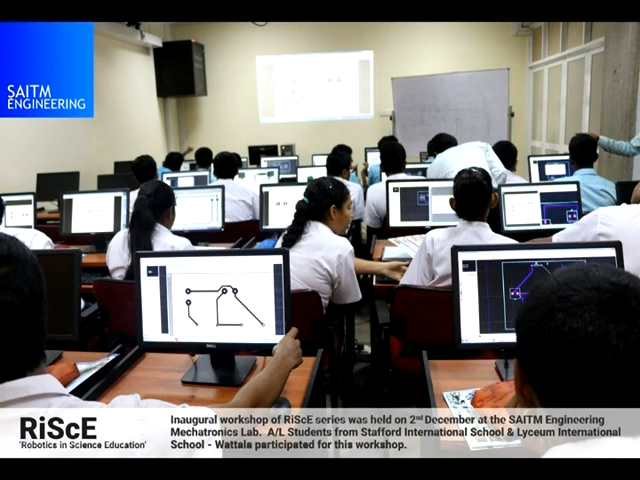 SAITM
ENGINEERING
DELL
RiScE
'Robotics in Science Education'
Inaugural workshop of RiScE series was held on 2nd December at the SAITM Engineering
Mechatronics Lab. A/L Students from Stafford International School & Lyceum International
School - Wattala participated for this workshop.